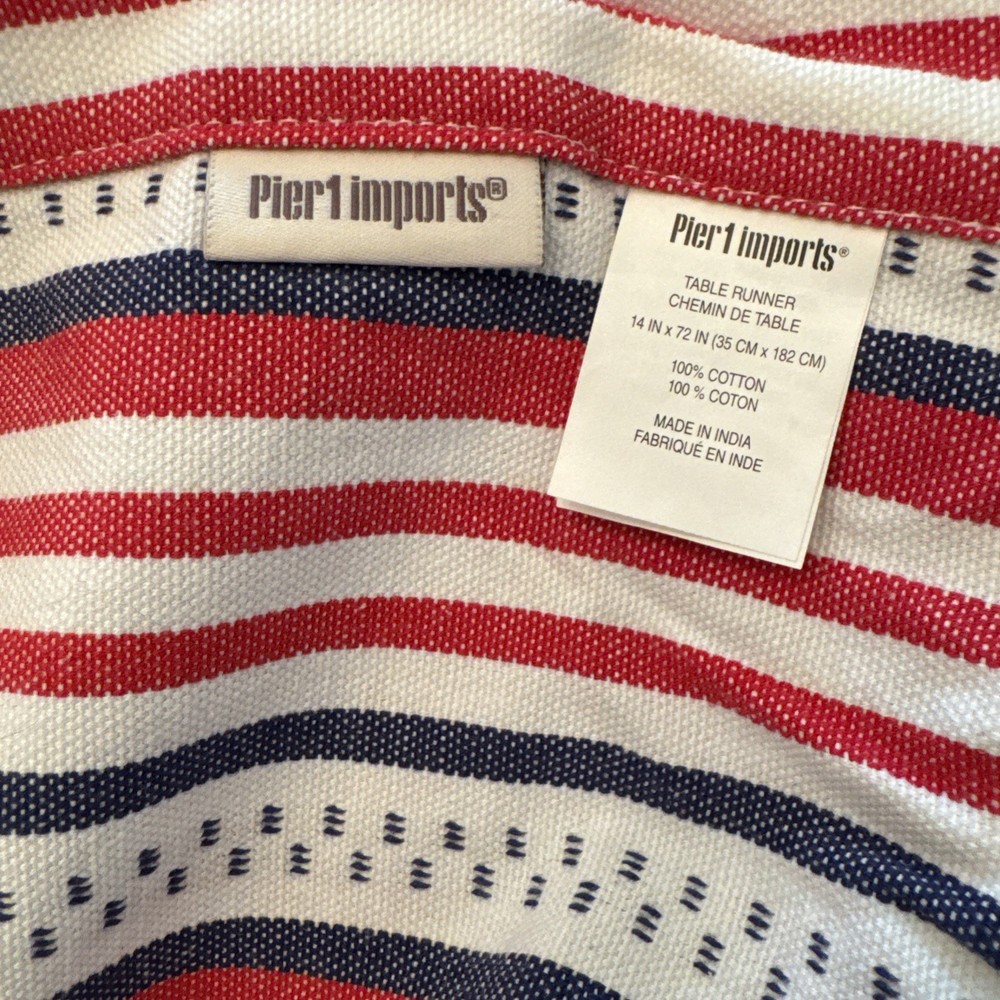 Pier1 imports®
Pier1 imports®
TABLE RUNNER
CHEMIN DE TABLE
14 IN x 72 IN (35 CM x 182 CM)
100% COTTON
100 % COTON
MADE IN INDIA
FABRIQUÉ EN INDE